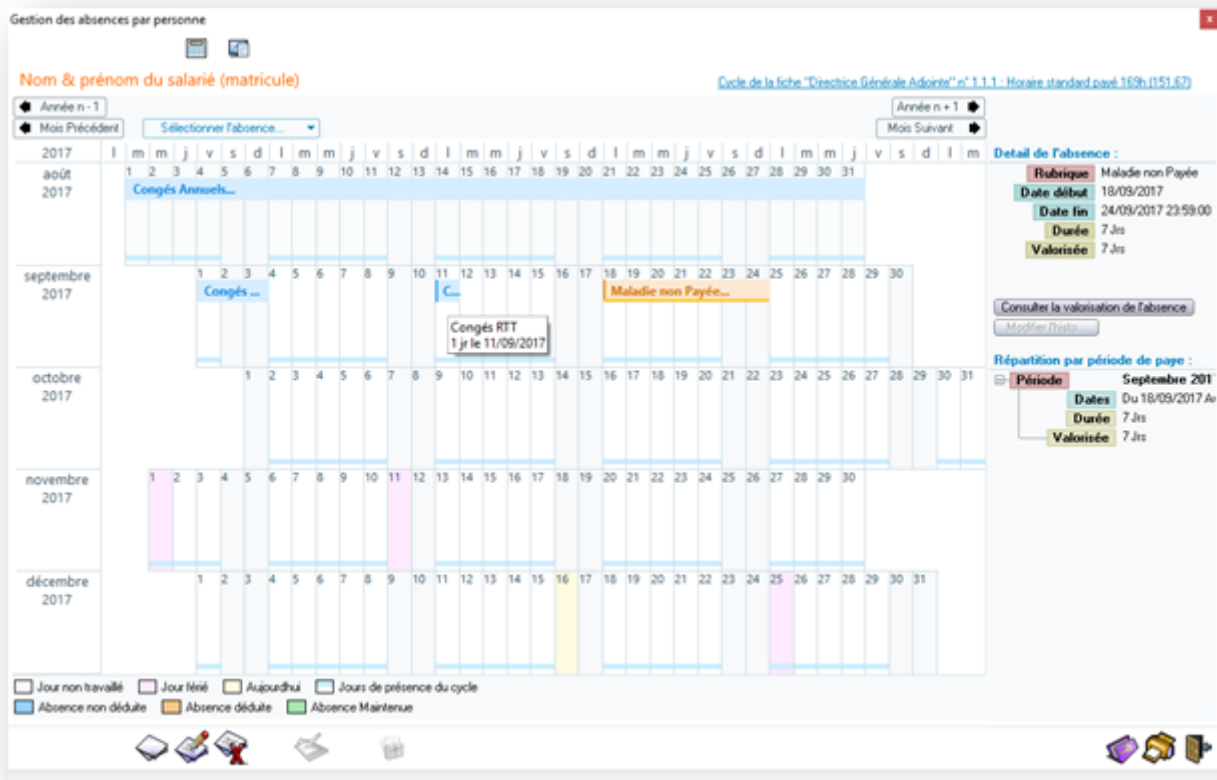 Gestion des absences par personne
Nom & prénom du salarié (matricule)
Cycle de la fiche "Directrice Générale Adjointe" n° 1.1.1 : Horaire standard payé 169h (151,67)
Année n - 1
Année n + 1
Mois Précédent
Sélectionner l'absence...
Mois Suivant
2017 l m m j v s d l m m j v s d l m m j v s d l m m j v s d l m m j v s d l m
août 2017
1 2 3 4 5 6 7 8 9 10 11 12 13 14 15 16 17 18 19 20 21 22 23 24 25 26 27 28 29 30 31
Congés Annuels...
septembre 2017
1 2 3 4 5 6 7 8 9 10 11 12 13 14 15 16 17 18 19 20 21 22 23 24 25 26 27 28 29 30
Congés ...
C...
Maladie non Payée...
Congés RTT
1 jr le 11/09/2017
octobre 2017
1 2 3 4 5 6 7 8 9 10 11 12 13 14 15 16 17 18 19 20 21 22 23 24 25 26 27 28 29 30 31
novembre 2017
1 2 3 4 5 6 7 8 9 10 11 12 13 14 15 16 17 18 19 20 21 22 23 24 25 26 27 28 29 30
décembre 2017
1 2 3 4 5 6 7 8 9 10 11 12 13 14 15 16 17 18 19 20 21 22 23 24 25 26 27 28 29 30 31
Detail de l'absence :
Rubrique Maladie non Payée
Date début 18/09/2017
Date fin 24/09/2017 23:59:00
Durée 7 Jrs
Valorisée 7 Jrs
Consulter la valorisation de l'absence
Modifier l'histo...
Répartition par période de paye :
Période Septembre 201
Dates Du 18/09/2017 A
Durée 7 Jrs
Valorisée 7 Jrs
Jour non travaillé
Jour férié
Aujourdhui
Jours de présence du cycle
Absence non déduite
Absence déduite
Absence Maintenue